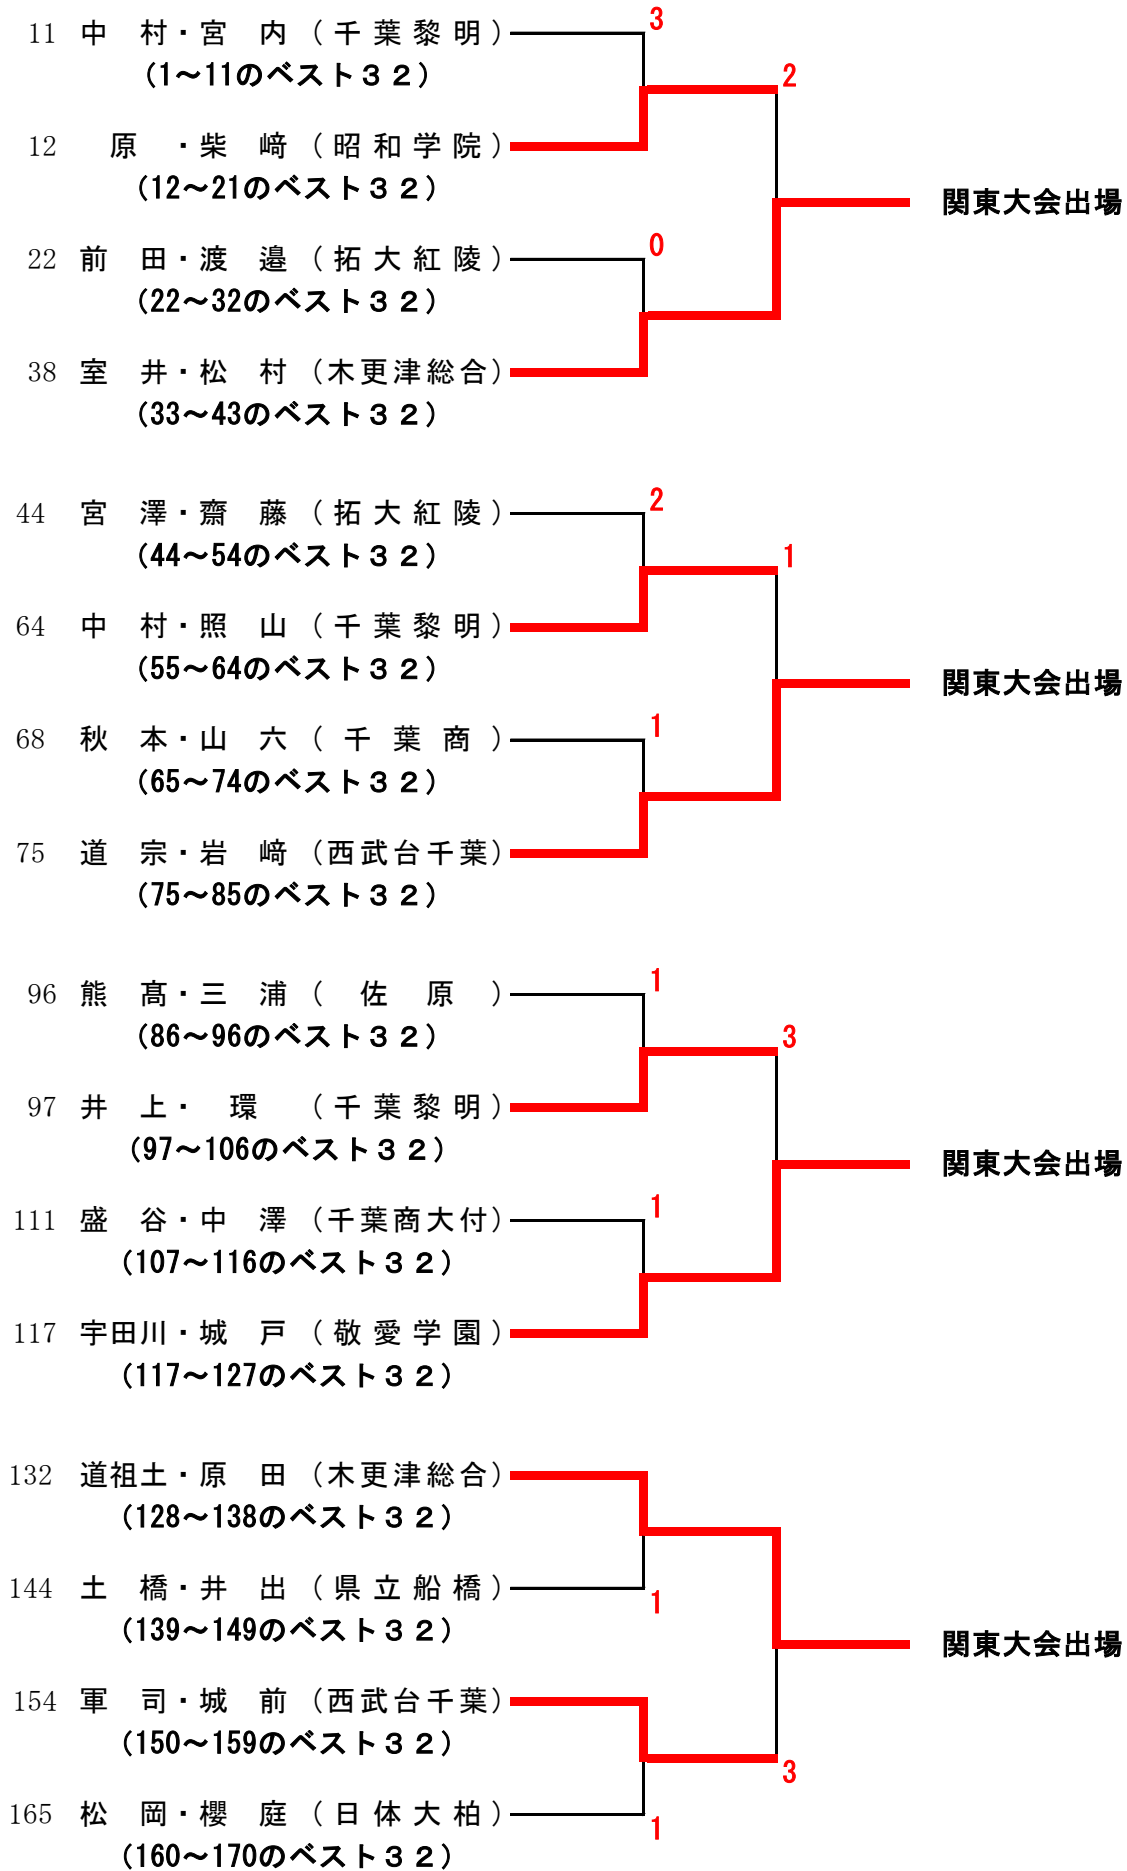 11 中 村・宮 内 (千葉黎明) 3
(1～11のベスト３２) 2
12 原 ・柴 﨑 (昭和学院)
(12～21のベスト３２) 関東大会出場
22 前 田・渡 邉 (拓大紅陵) 0
(22～32のベスト３２)
38 室 井・松 村 (木更津総合)
(33～43のベスト３２)
44 宮 澤・齋 藤 (拓大紅陵) 2
(44～54のベスト３２) 1
64 中 村・照 山 (千葉黎明)
(55～64のベスト３２) 関東大会出場
68 秋 本・山 六 (千葉商) 1
(65～74のベスト３２)
75 道 宗・岩 﨑 (西武台千葉)
(75～85のベスト３２)
96 熊 髙・三 浦 (佐原) 1
(86～96のベスト３２) 3
97 井 上・ 環 (千葉黎明)
(97～106のベスト３２) 関東大会出場
111 盛 谷・中 澤 (千葉商大付) 1
(107～116のベスト３２)
117 宇田川・城 戸 (敬愛学園)
(117～127のベスト３２)
132 道祖土・原 田 (木更津総合)
(128～138のベスト３２)
144 土 橋・井 出 (県立船橋) 1
(139～149のベスト３２) 関東大会出場
154 軍 司・城 前 (西武台千葉)
(150～159のベスト３２) 3
165 松 岡・櫻 庭 (日体大柏) 1
(160～170のベスト３２)